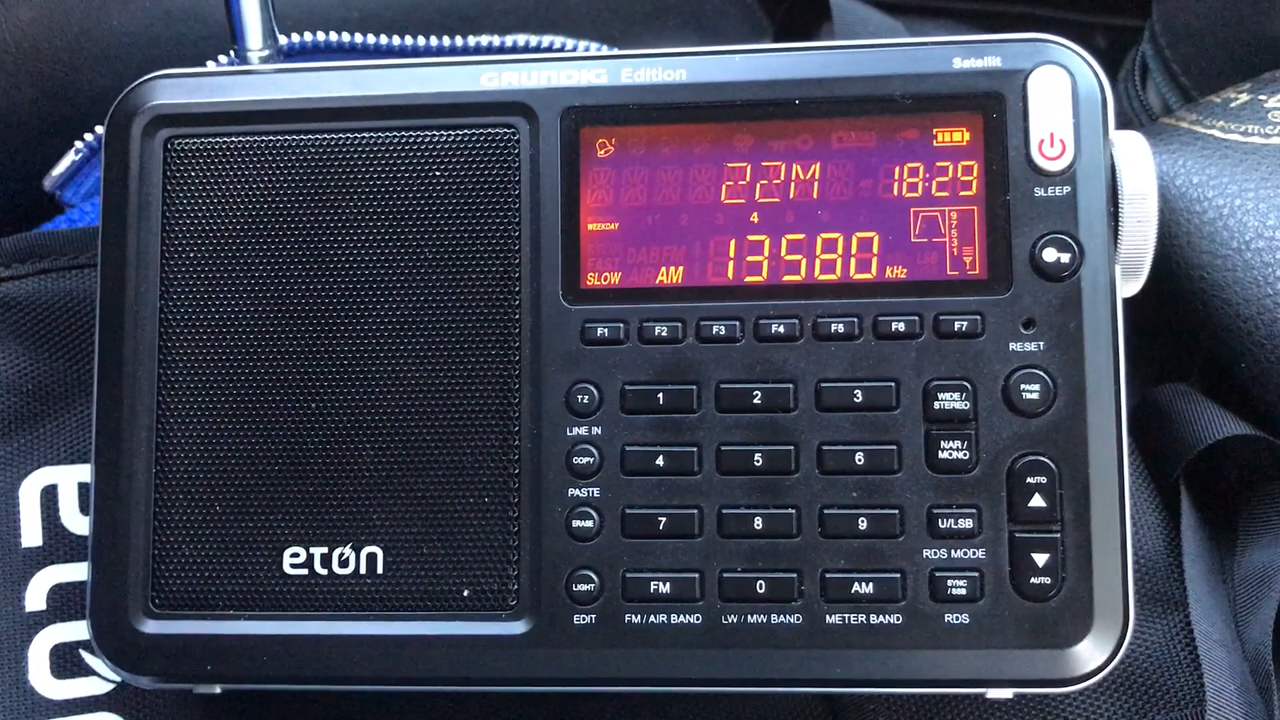 GRUNDIG Edition
Satellit
22M
18:29
4
WEEKDAY
97531
SLOW AM 13580 KHz
SLEEP
F1 F2 F3 F4 F5 F6 F7
RESET
TZ 1 2 3 WIDE / STEREO PAGE TIME
LINE IN
COPY 4 5 6 NAR / MONO
AUTO
PASTE
ERASE 7 8 9 U/LSB
RDS MODE
AUTO
LIGHT FM 0 AM SYNC / SSB
EDIT FM / AIR BAND LW / MW BAND METER BAND RDS
etón
etón